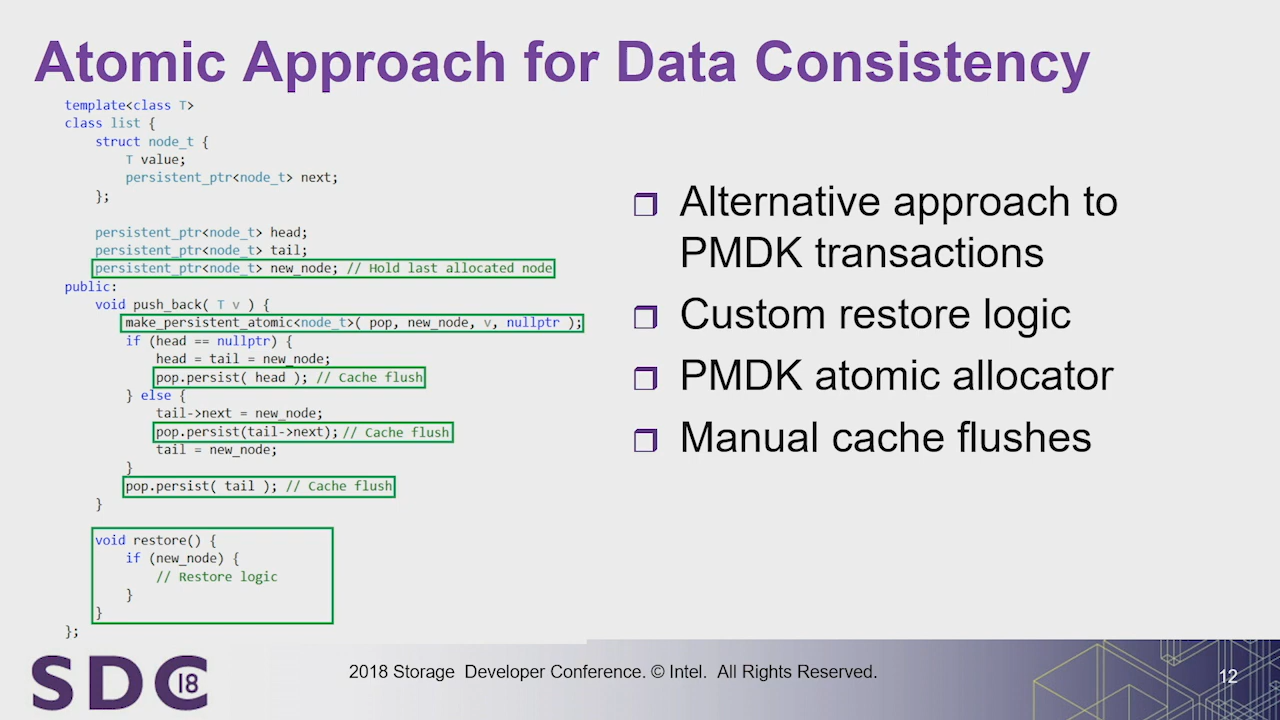 Atomic Approach for Data Consistency
template<class T>
class list {
    struct node_t {
        T value;
        persistent_ptr<node_t> next;
    };
    persistent_ptr<node_t> head;
    persistent_ptr<node_t> tail;
    persistent_ptr<node_t> new_node; // Hold last allocated node
public:
    void push_back( T v ) {
        make_persistent_atomic<node_t>( pop, new_node, v, nullptr );
        if (head == nullptr) {
            head = tail = new_node;
            pop.persist( head ); // Cache flush
        } else {
            tail->next = new_node;
            pop.persist(tail->next); // Cache flush
            tail = new_node;
        }
        pop.persist( tail ); // Cache flush
    }
    void restore() {
        if (new_node) {
            // Restore logic
        }
    }
};
Alternative approach to
PMDK transactions
Custom restore logic
PMDK atomic allocator
Manual cache flushes
SDC 18
2018 Storage Developer Conference. © Intel. All Rights Reserved.
12